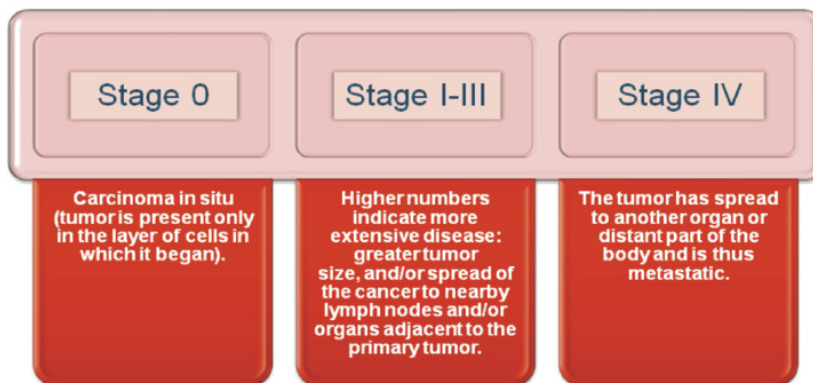 Stage 0
Stage I-III
Stage IV
Carcinoma in situ
(tumor is present only
in the layer of cells in
which it began).
Higher numbers
indicate more
extensive disease:
greater tumor
size, and/or spread of
the cancer to nearby
lymph nodes and/or
organs adjacent to the
primary tumor.
The tumor has spread
to another organ or
distant part of the
body and is thus
metastatic.